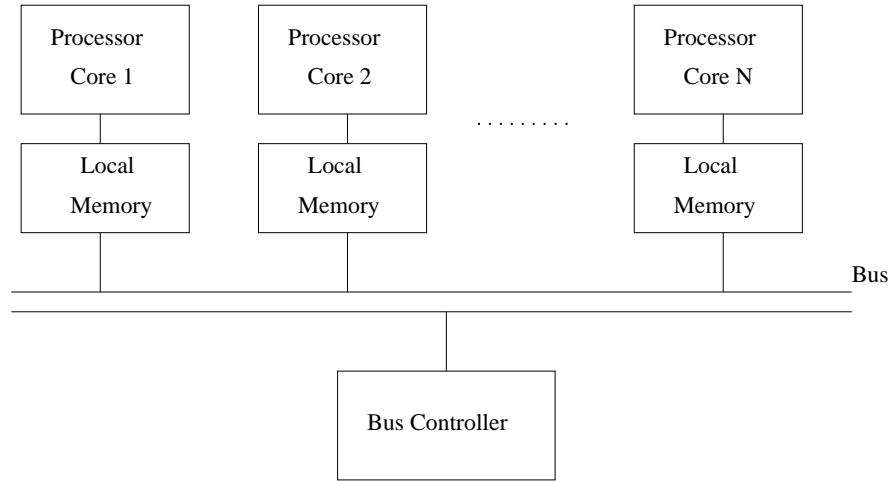 Processor
Core 1
Processor
Core 2
. . . . . . . . .
Processor
Core N
Local
Memory
Local
Memory
Local
Memory
Bus
Bus Controller